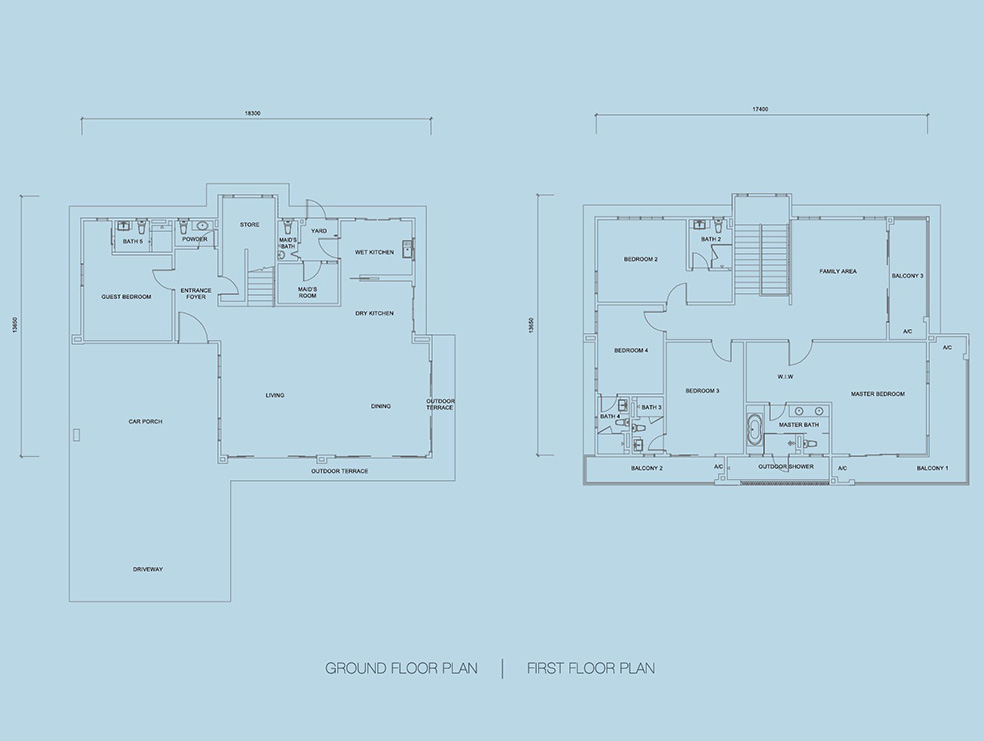 18300
17400
13650
13650
STORE
YARD
BATH 5
POWDER
MAID'S
BATH
WET KITCHEN
MAID'S
ROOM
GUEST BEDROOM
ENTRANCE
FOYER
DRY KITCHEN
LIVING
DINING
OUTDOOR
TERRACE
CAR PORCH
OUTDOOR TERRACE
DRIVEWAY
BATH 2
BEDROOM 2
FAMILY AREA
BALCONY 3
A/C
A/C
BEDROOM 4
BEDROOM 3
W.I.W
MASTER BEDROOM
BATH 3
BATH 4
MASTER BATH
BALCONY 2
A/C
OUTDOOR SHOWER
A/C
BALCONY 1
GROUND FLOOR PLAN | FIRST FLOOR PLAN